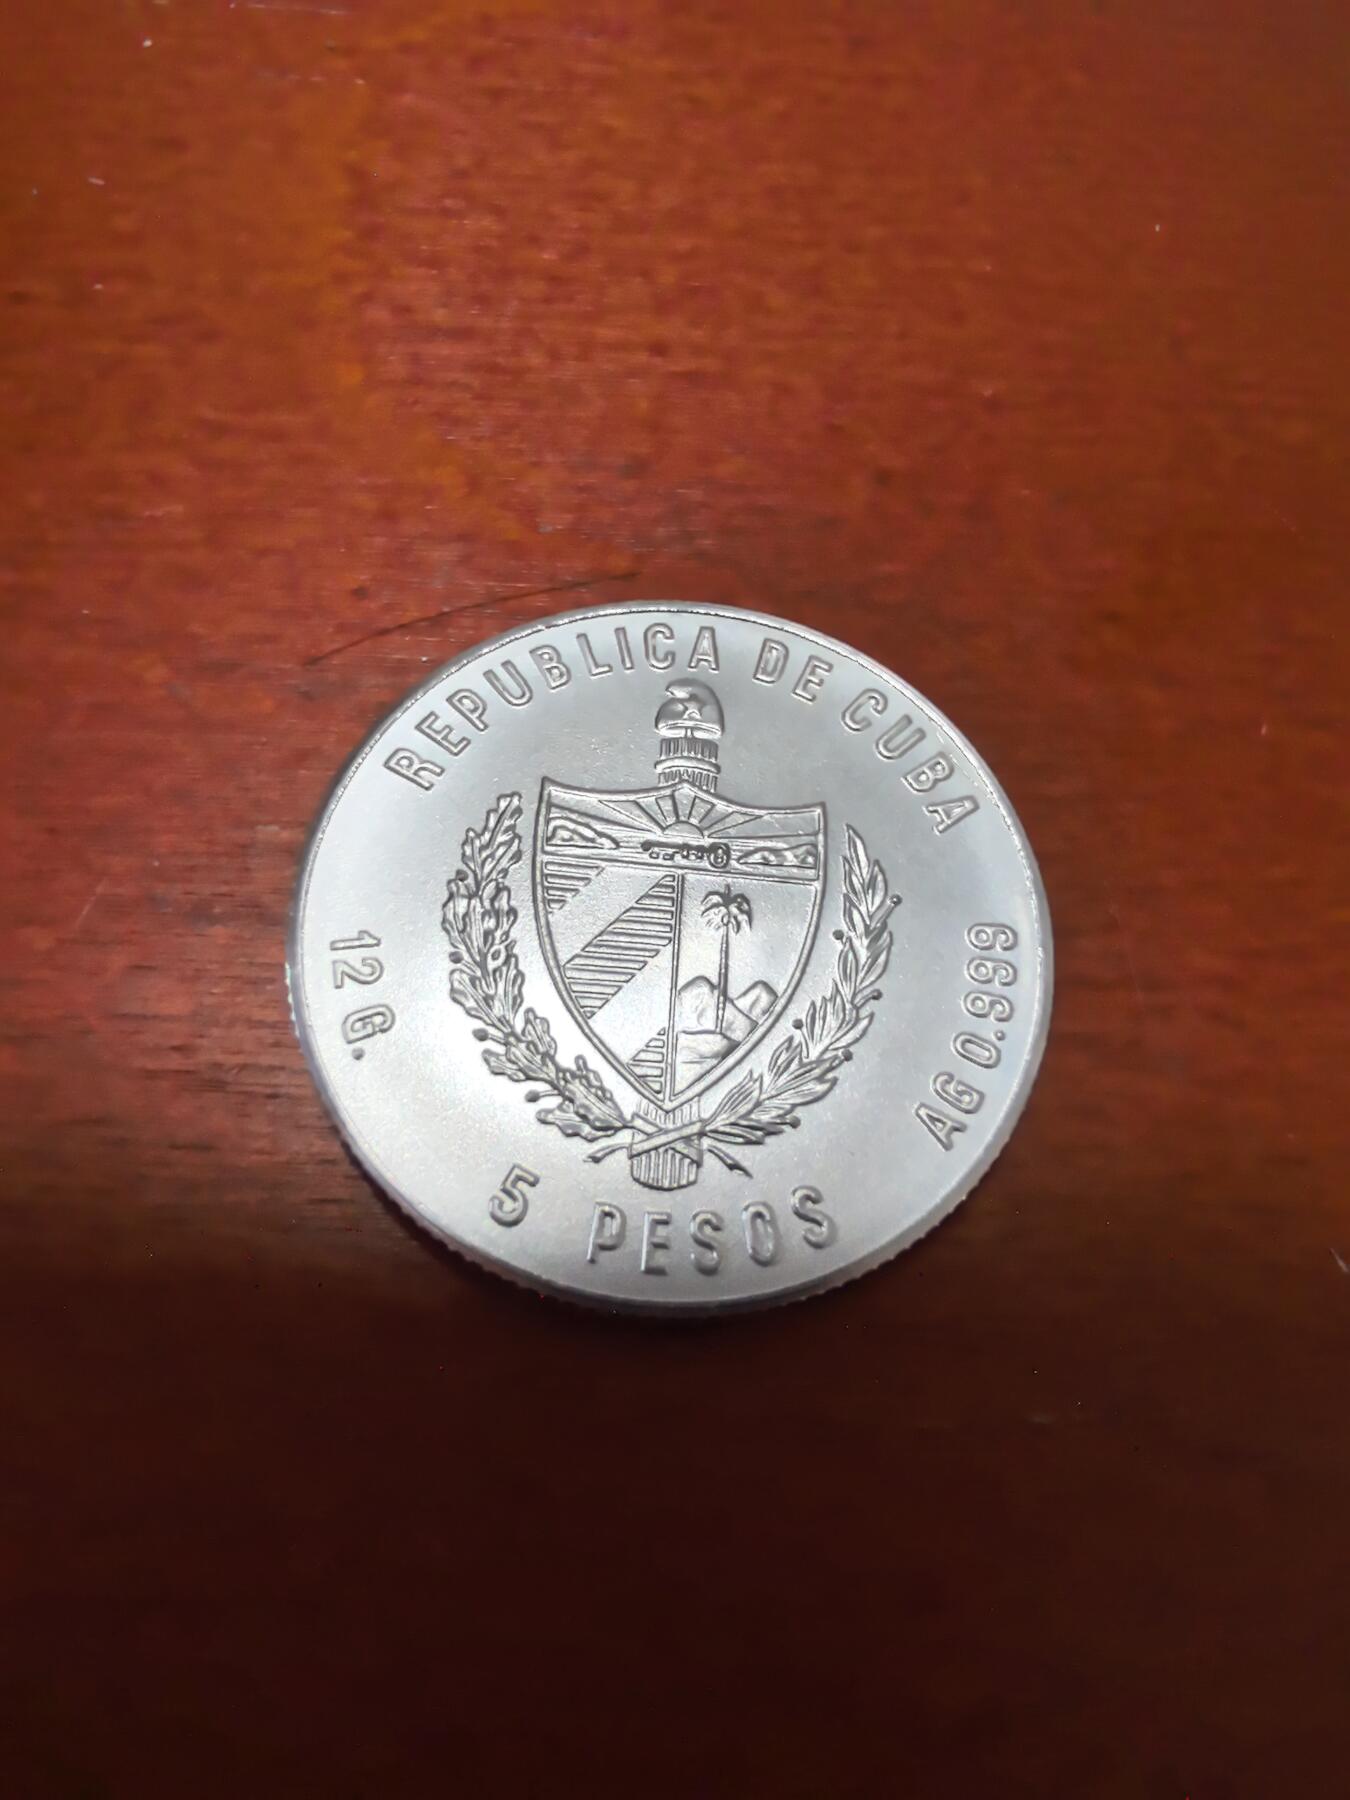 REPUBLICA DE CUBA
12 G.
AG 0.999
5 PESOS